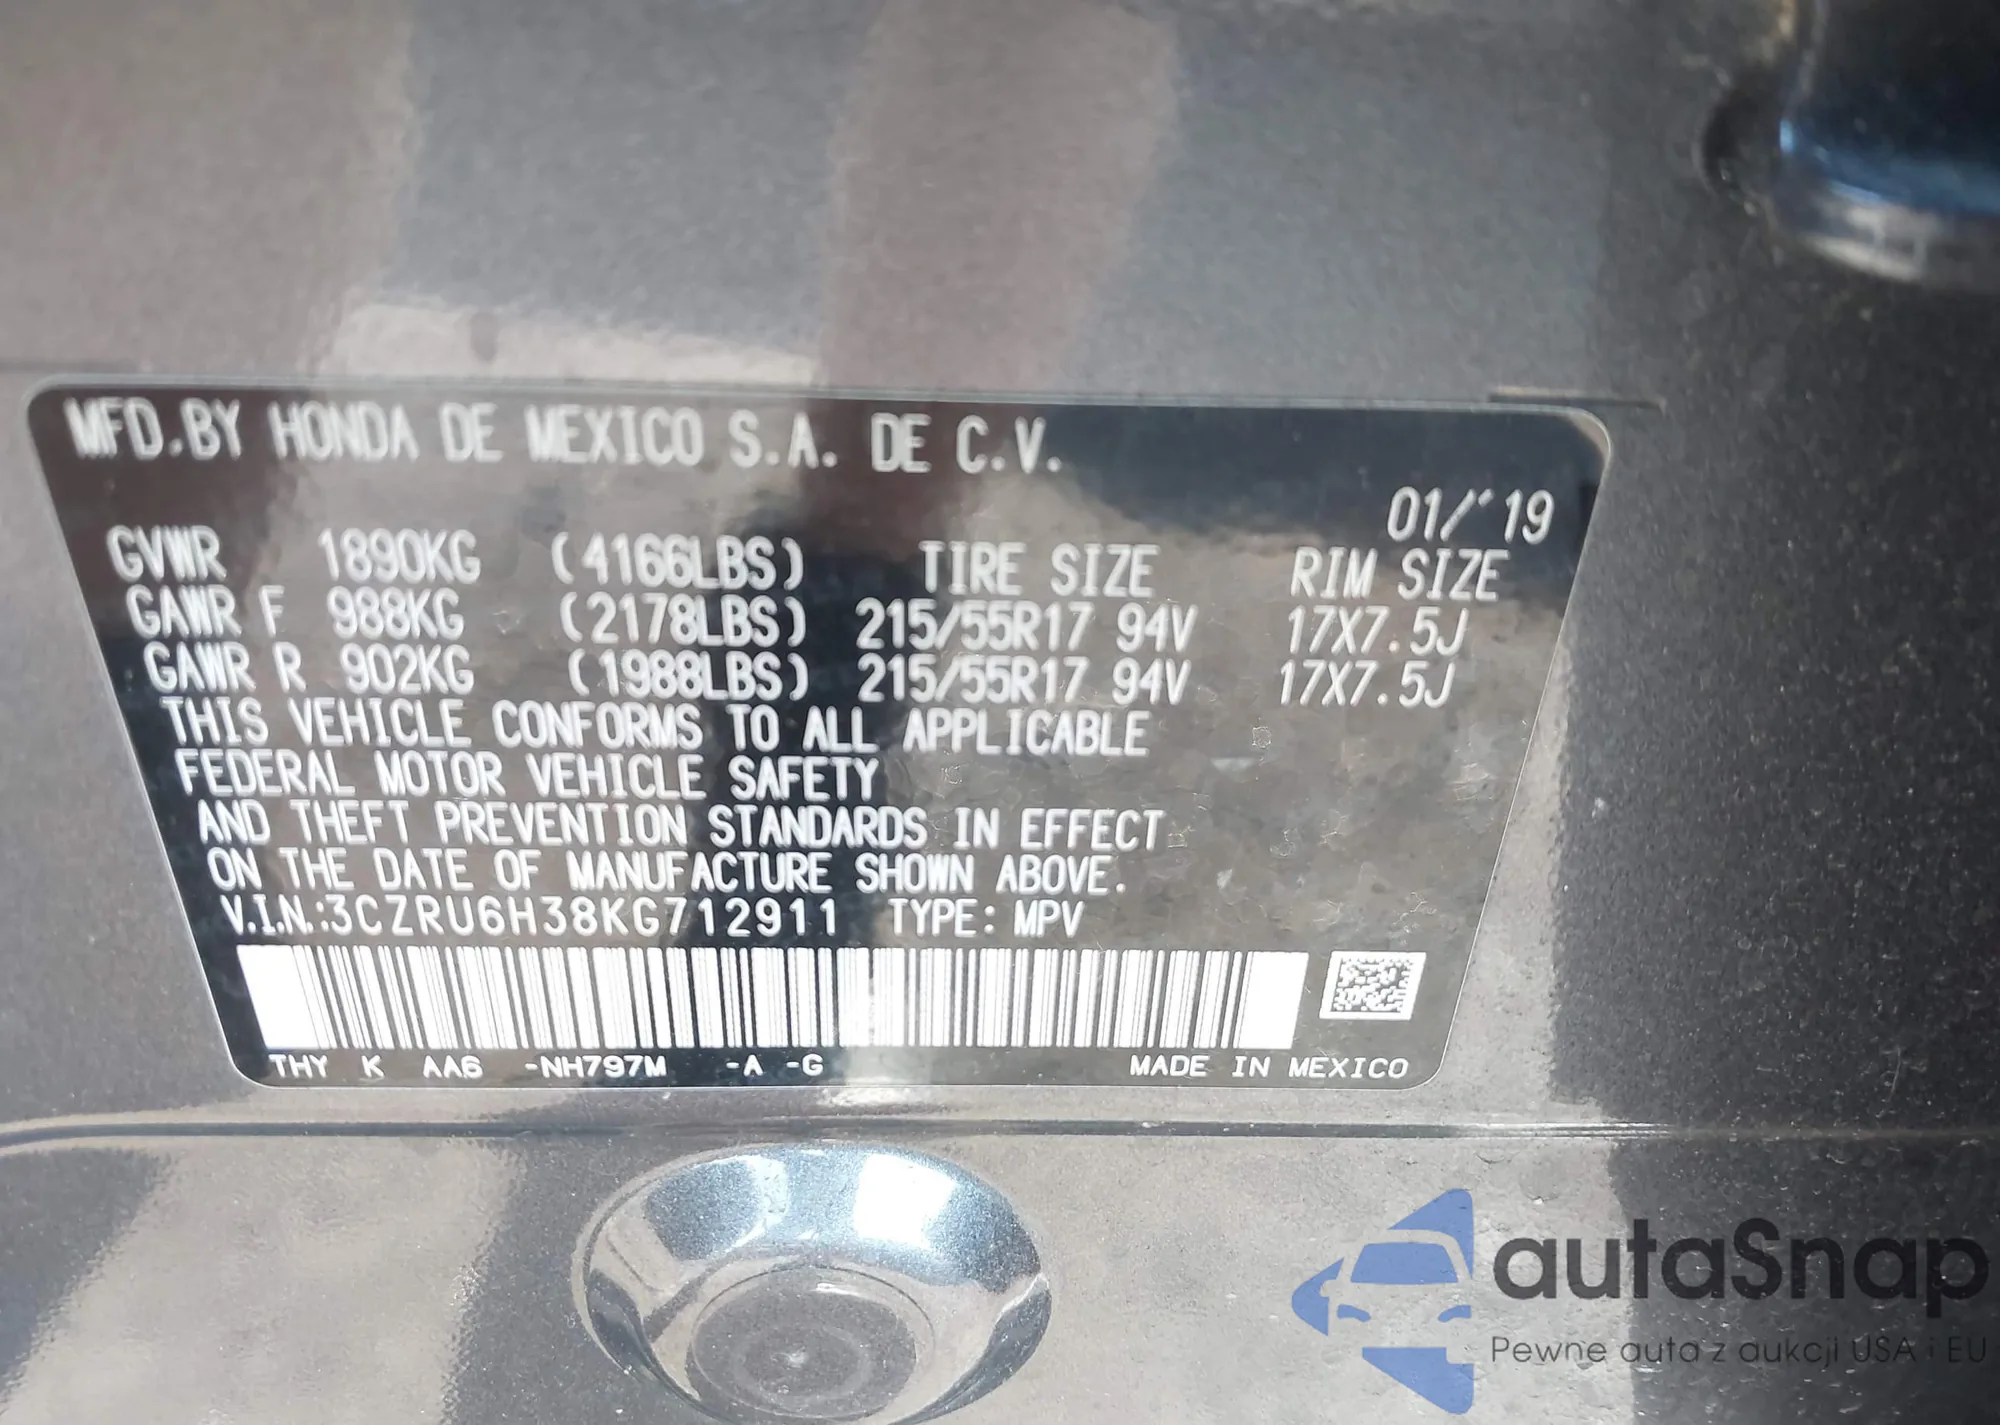 MFD.BY HONDA DE MEXICO S.A. DE C.V.
01/'19
GVWR 1890KG (4166LBS) TIRE SIZE RIM SIZE
GAWR F 988KG (2178LBS) 215/55R17 94V 17X7.5J
GAWR R 902KG (1988LBS) 215/55R17 94V 17X7.5J
THIS VEHICLE CONFORMS TO ALL APPLICABLE
FEDERAL MOTOR VEHICLE SAFETY
AND THEFT PREVENTION STANDARDS IN EFFECT
ON THE DATE OF MANUFACTURE SHOWN ABOVE.
V.I.N.:3CZRU6H38KG712911 TYPE: MPV
THY K AA6 -NH797M -A -G MADE IN MEXICO
autaSnap
Pewne auta z aukcji USA i EU